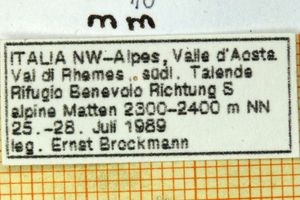 mm
ITALIA NW-Alpes, Valle d'Aosta
Val di Rhemes . südl. Talende
Rifugio Benevolo Richtung S
alpine Matten 2300-2400 m NN
25.-28. Juli 1989
leg. Ernst Brockmann